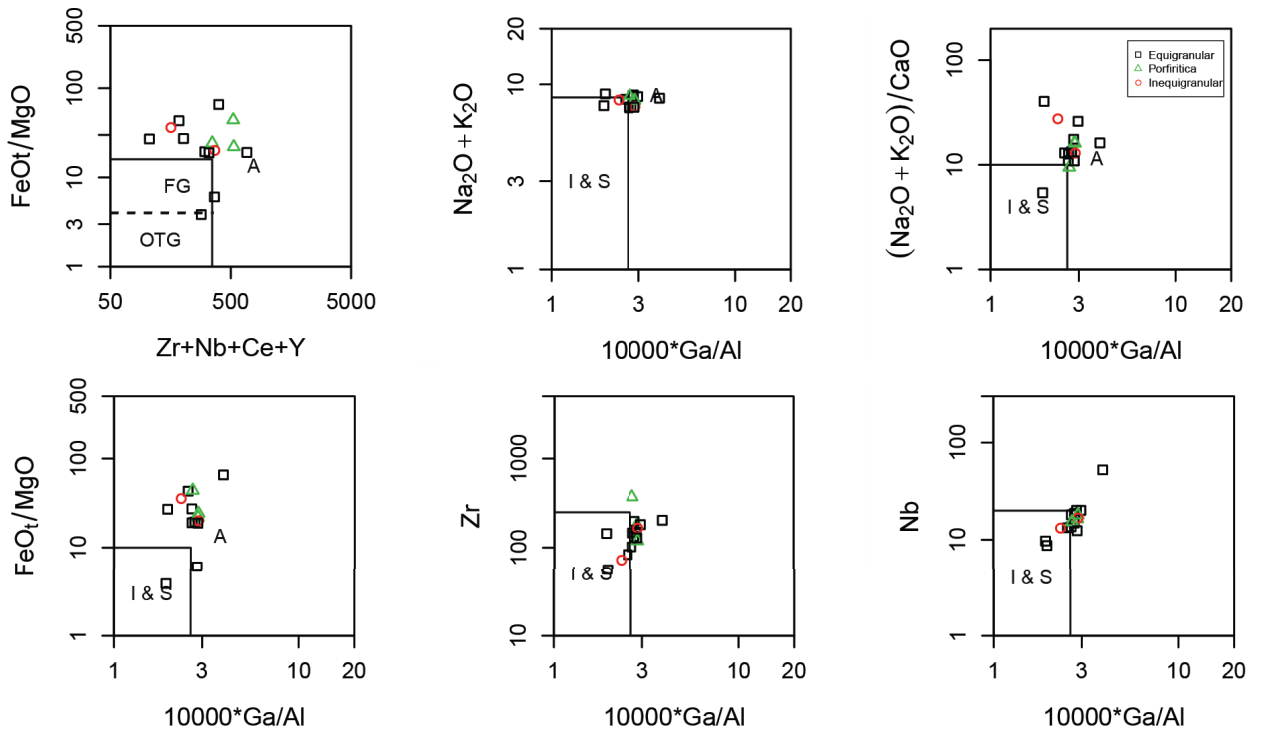 500
100
10
3
1
FeOt/MgO
FG
OTG
A
50
500
5000
Zr+Nb+Ce+Y
20
10
3
1
Na2O + K2O
A
I & S
1
3
10
20
10000*Ga/Al
100
10
1
(Na2O + K2O)/CaO
Equigranular
Porfiritica
Inequigranular
A
I & S
1
3
10
20
10000*Ga/Al
500
100
10
1
FeOt/MgO
A
I & S
1
3
10
20
10000*Ga/Al
1000
100
10
Zr
I & S
1
3
10
20
10000*Ga/Al
100
10
1
Nb
I & S
1
3
10
20
10000*Ga/Al